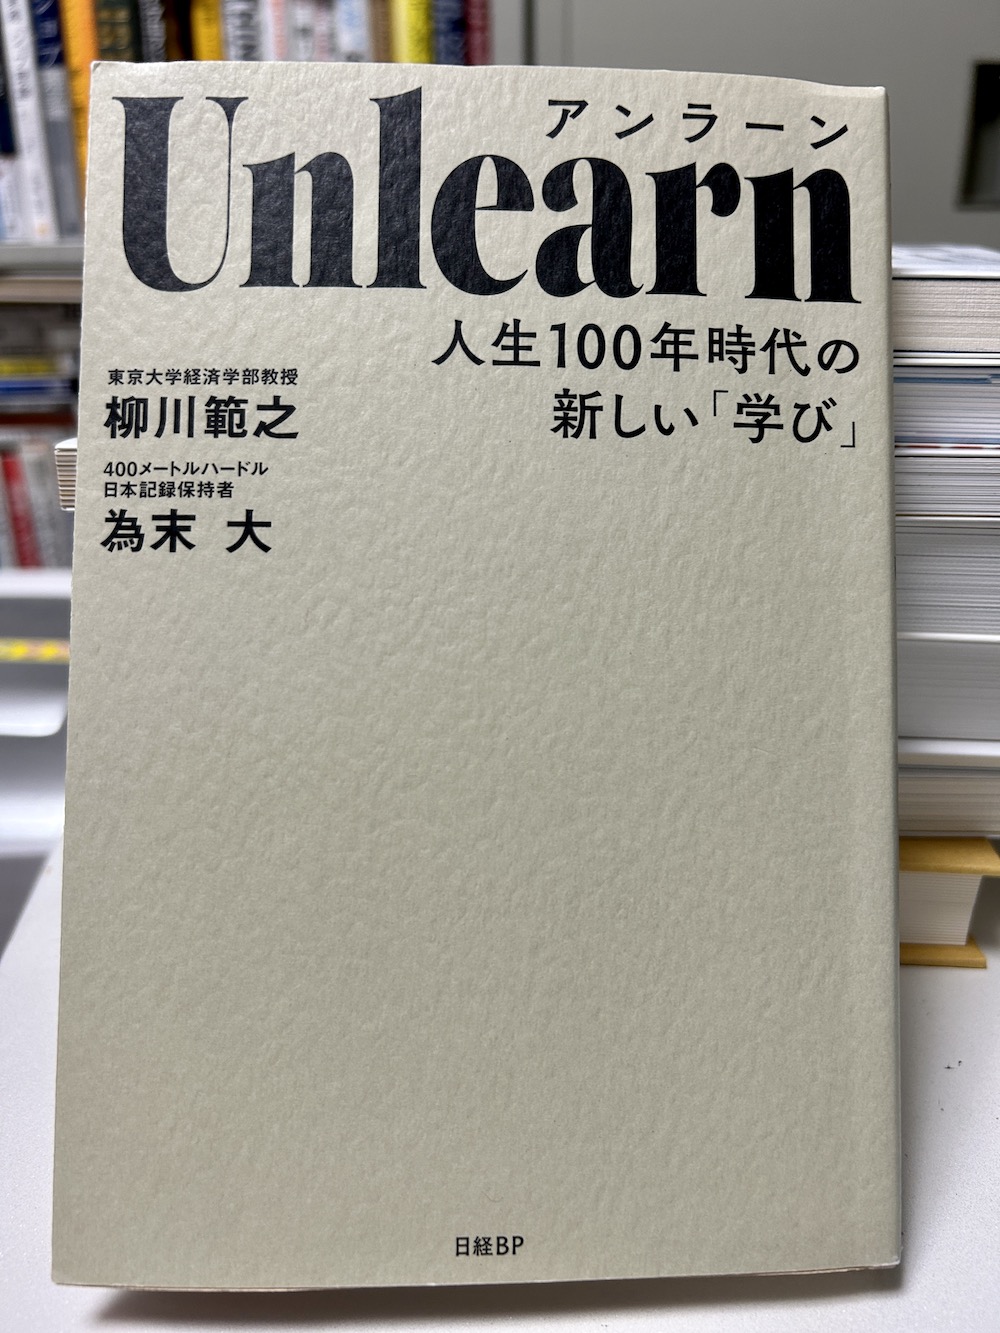 アンラーン
Unlearn
人生100年時代の
新しい「学び」
東京大学経済学部教授
柳川範之
400メートルハードル
日本記録保持者
為末 大
日経BP